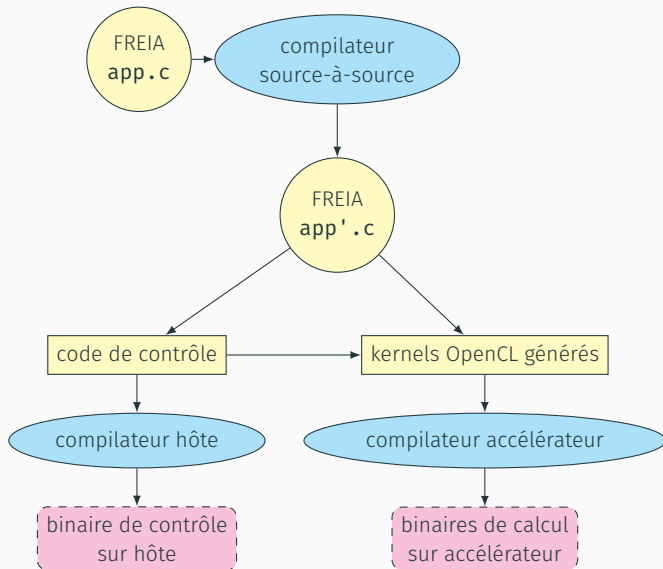 FREIA
app.c
compilateur
source-à-source
FREIA
app'.c
code de contrôle
kernels OpenCL générés
compilateur hôte
compilateur accélérateur
binaire de contrôle
sur hôte
binaires de calcul
sur accélérateur